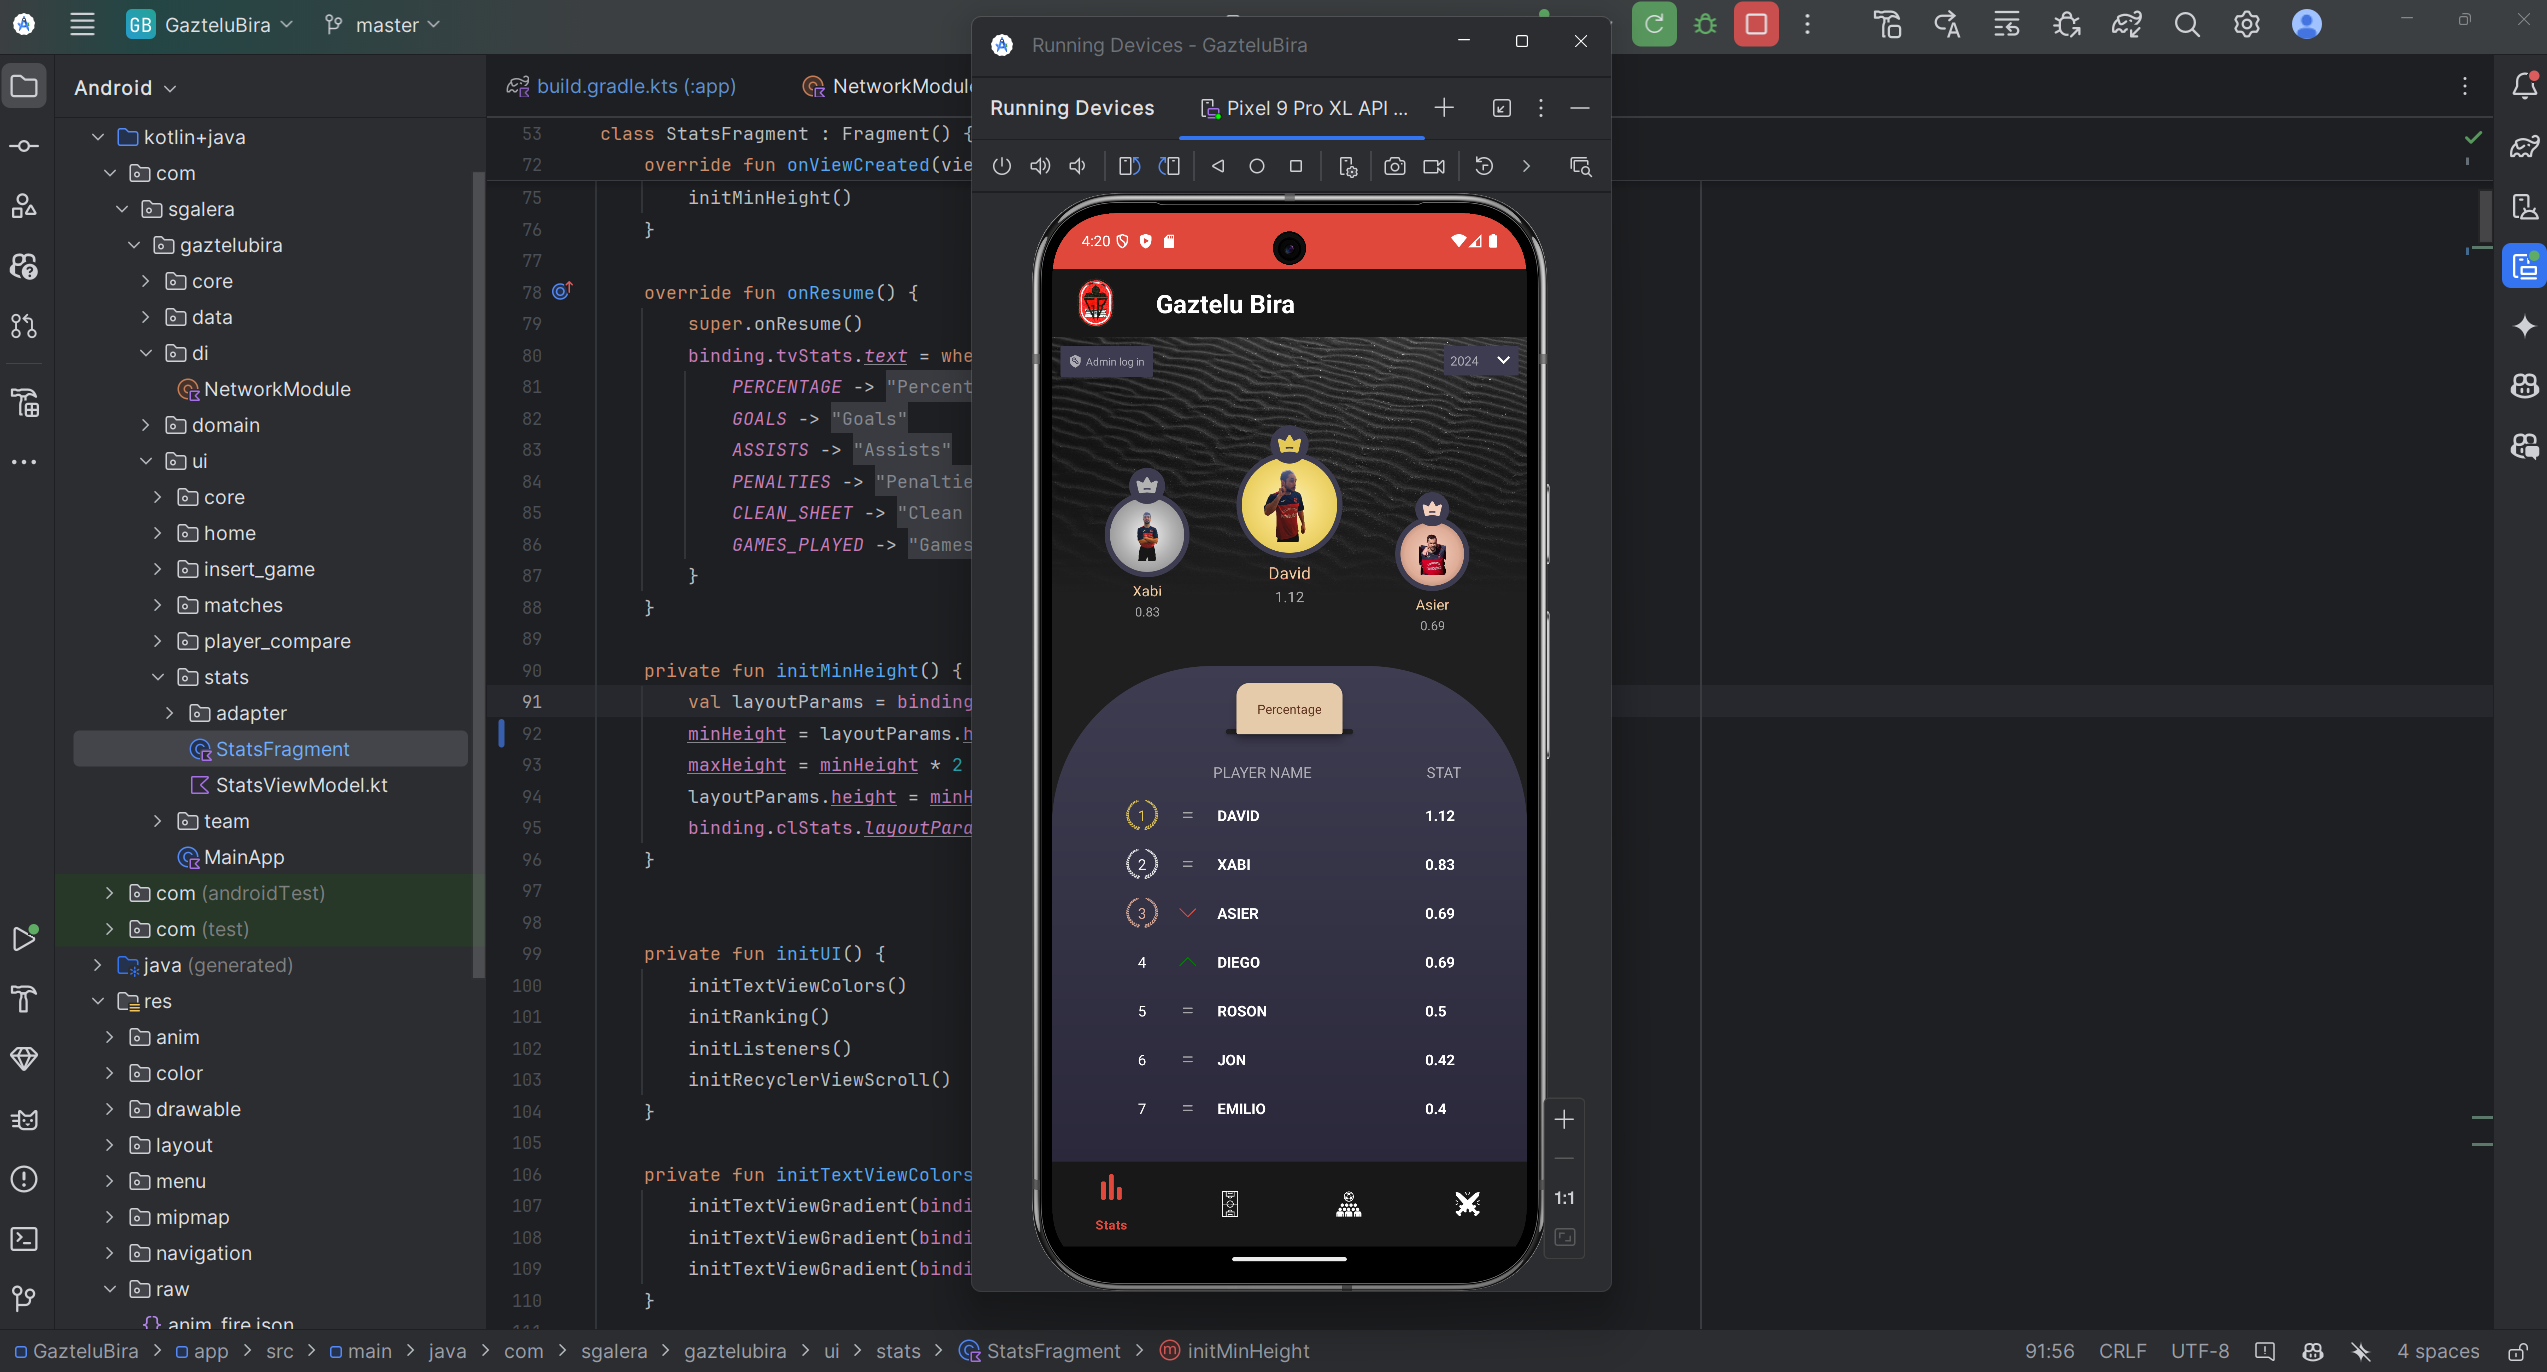 GB GazteluBira master
Android
kotlin+java
com
sgalera
gaztelubira
core
data
di
NetworkModule
domain
ui
core
home
insert_game
matches
player_compare
stats
adapter
StatsFragment
StatsViewModel.kt
team
MainApp
com (androidTest)
com (test)
java (generated)
res
anim
color
drawable
layout
menu
mipmap
navigation
raw
anim_fire.json
build.gradle.kts (:app) NetworkModule
53 class StatsFragment : Fragment() {
72 override fun onViewCreated(vie
75 initMinHeight()
76 }
77
78 override fun onResume() {
79 super.onResume()
80 binding.tvStats.text = whe
81 PERCENTAGE -> "Percent
82 GOALS -> "Goals"
83 ASSISTS -> "Assists"
84 PENALTIES -> "Penaltie
85 CLEAN_SHEET -> "Clean
86 GAMES_PLAYED -> "Games
87 }
88 }
89
90 private fun initMinHeight() {
91 val layoutParams = binding
92 minHeight = layoutParams.h
93 maxHeight = minHeight * 2
94 layoutParams.height = minH
95 binding.clStats.layoutPara
96 }
97
98
99 private fun initUI() {
100 initTextViewColors()
101 initRanking()
102 initListeners()
103 initRecyclerViewScroll()
104 }
105
106 private fun initTextViewColors
107 initTextViewGradient(bindi
108 initTextViewGradient(bindi
109 initTextViewGradient(bindi
110 }
Running Devices - GazteluBira
Running Devices Pixel 9 Pro XL API ...
4:20
Gaztelu Bira
Admin log in 2024
David
1.12
Xabi
0.83
Asier
0.69
Percentage
PLAYER NAME STAT
1 = DAVID 1.12
2 = XABI 0.83
3 ASIER 0.69
4 DIEGO 0.69
5 = ROSON 0.5
6 = JON 0.42
7 = EMILIO 0.4
Stats
1:1
GazteluBira > app > src > main > java > com > sgalera > gaztelubira > ui > stats > StatsFragment > initMinHeight
91:56 CRLF UTF-8 4 spaces